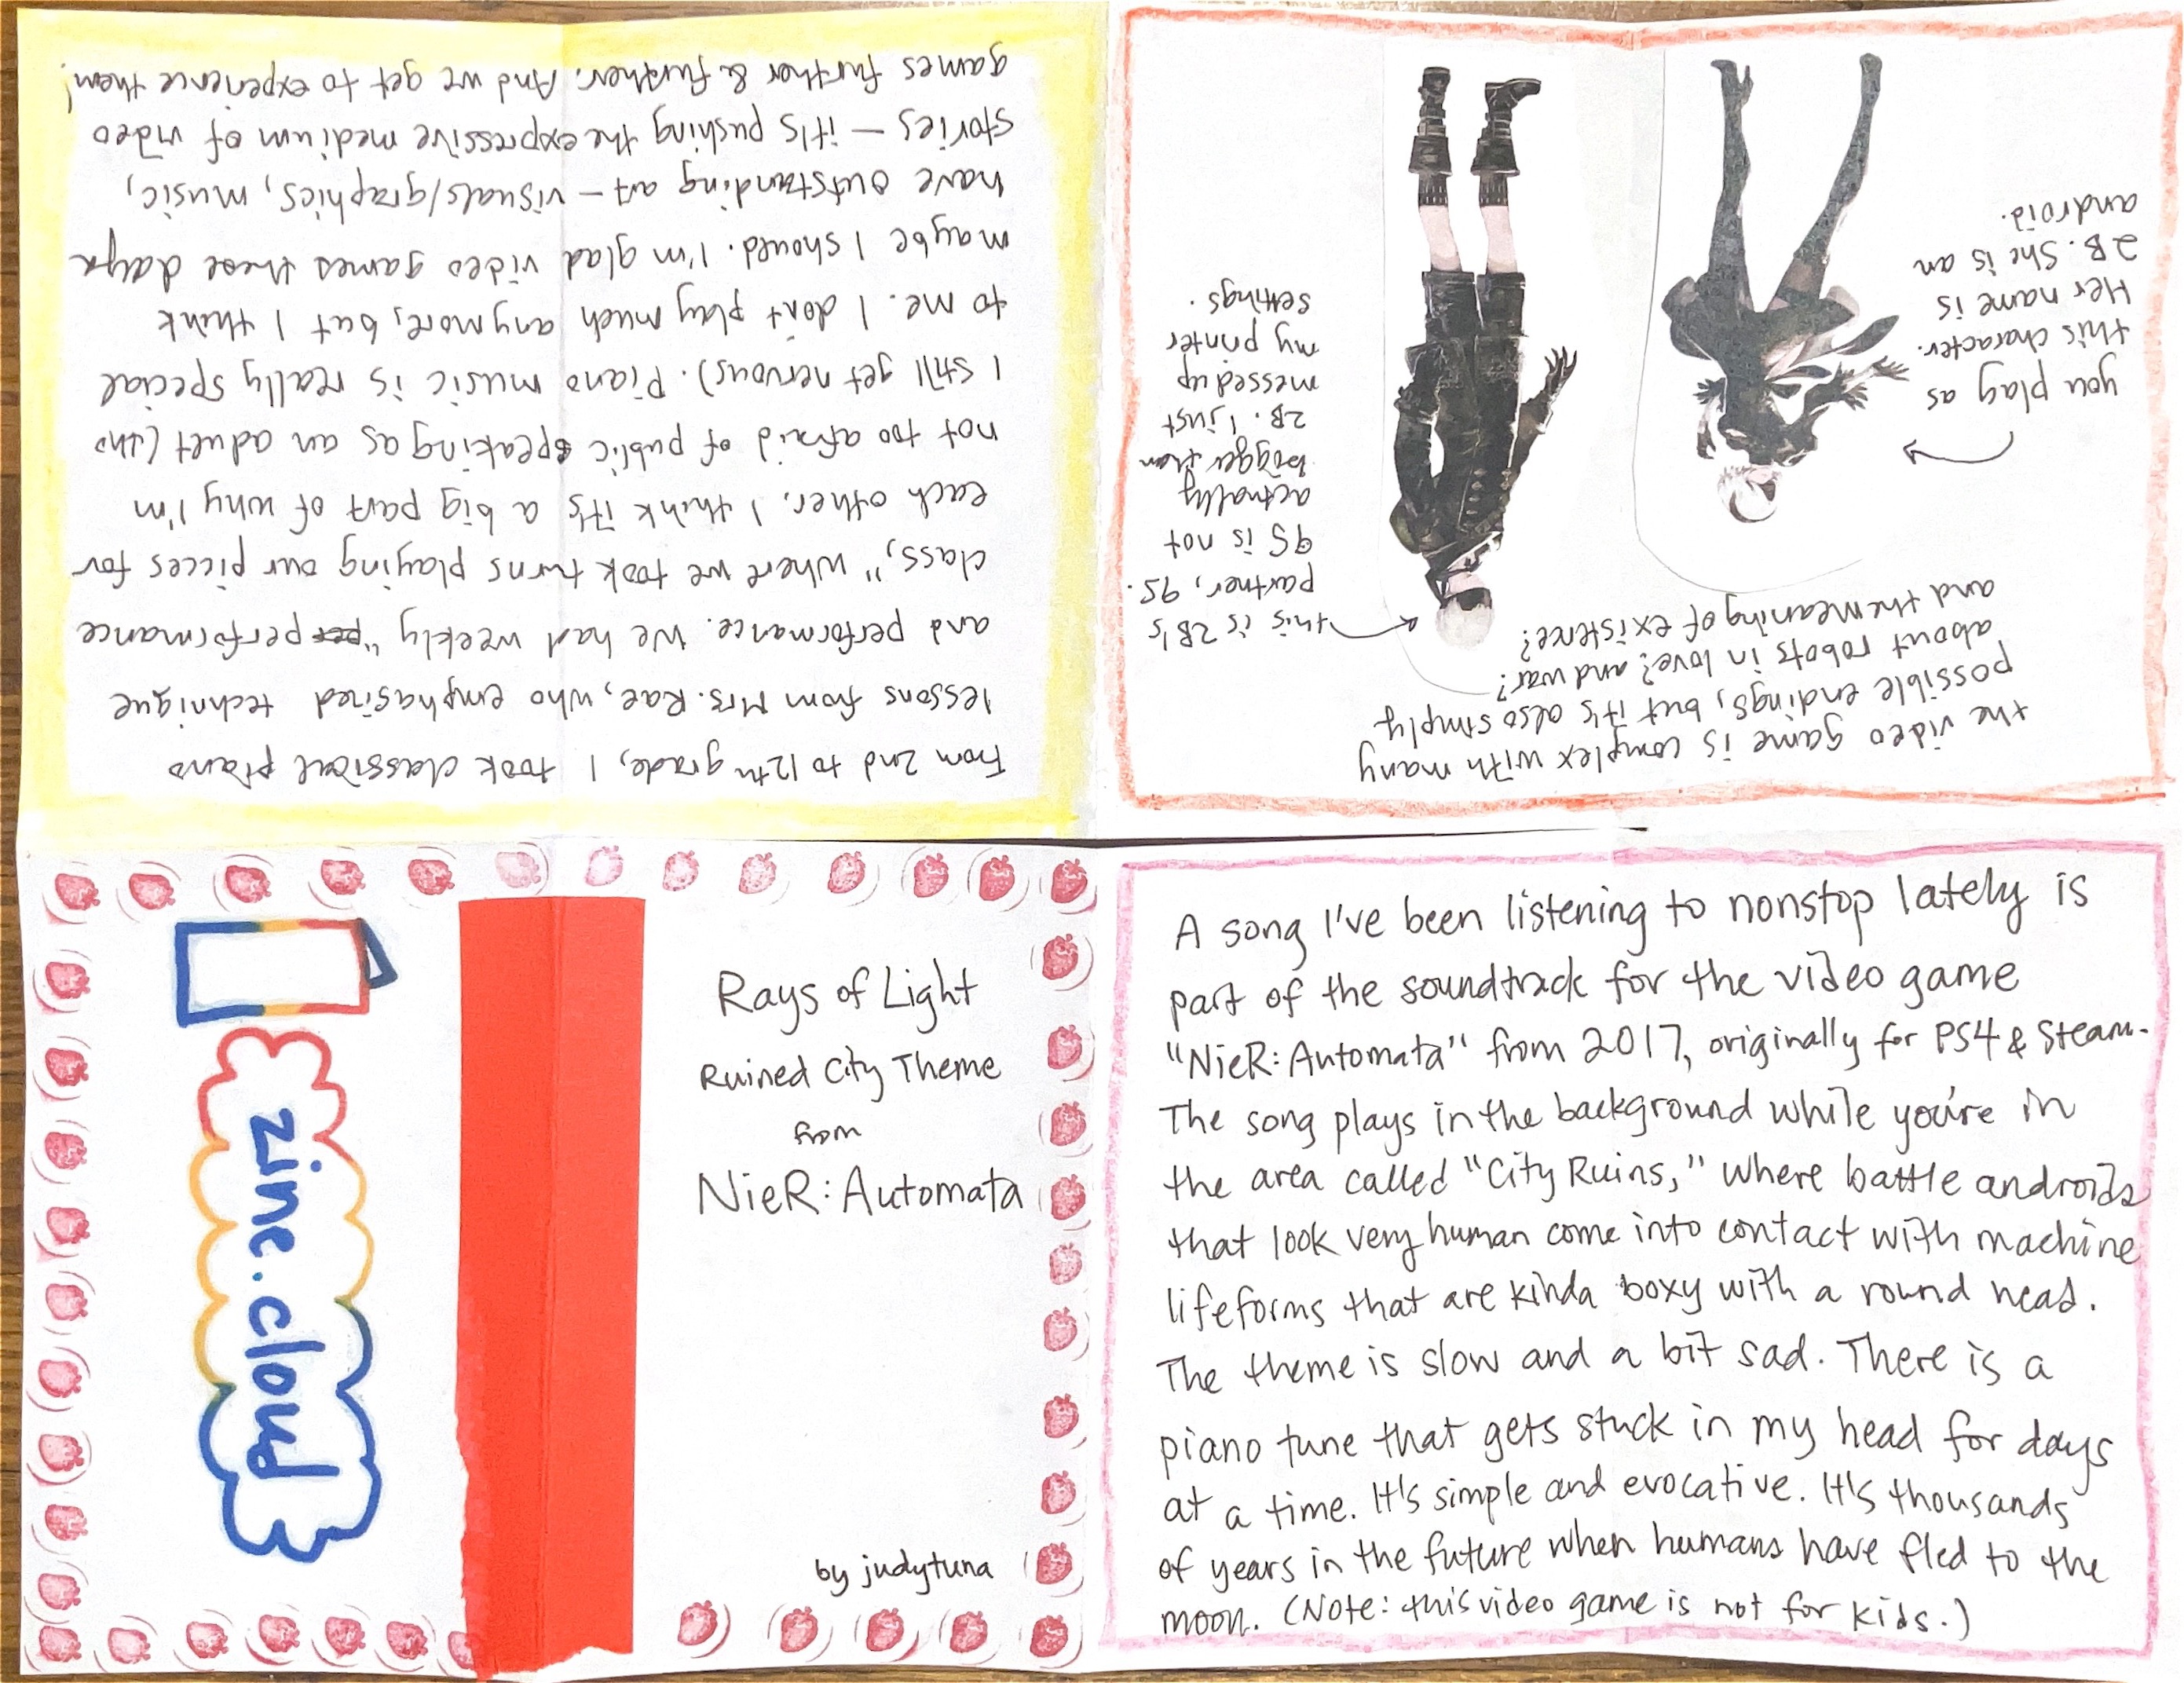 Rays of Light
Ruined City Theme
from
NieR: Automata
by judytuna
A song I've been listening to nonstop lately is
part of the soundtrack for the video game
"NieR: Automata" from 2017, originally for PS4 & Steam.
The song plays in the background while you're in
the area called "City Ruins," where battle androids
that look very human come into contact with machine
lifeforms that are kinda boxy with a round head.
The theme is slow and a bit sad. There is a
piano tune that gets stuck in my head for days
at a time. It's simple and evocative. It's thousands
of years in the future when humans have fled to the
moon. (Note: this video game is not for kids.)
the video game is complex with many
possible endings, but it's also simply
about robots in love? and war?
and the meaning of existence?
you play as
this character.
Her name is
2B. She is an
android.
this is 2B's
partner, 9S.
9S is not
actually
bigger than
2B. I just
messed up
my printer
settings.
From 2nd to 12th grade, I took classical piano
lessons from Mrs. Rae, who emphasized technique
and performance. We had weekly "performance
class," where we took turns playing our pieces for
each other. I think it's a big part of why I'm
not too afraid of public speaking as an adult (tho
I still get nervous). Piano music is really special
to me. I don't play much anymore, but I think
maybe I should. I'm glad video games these days
have outstanding art – visuals/graphics, music,
stories – it's pushing the expressive medium of video
games further & further. And we get to experience them!
zine.cloud